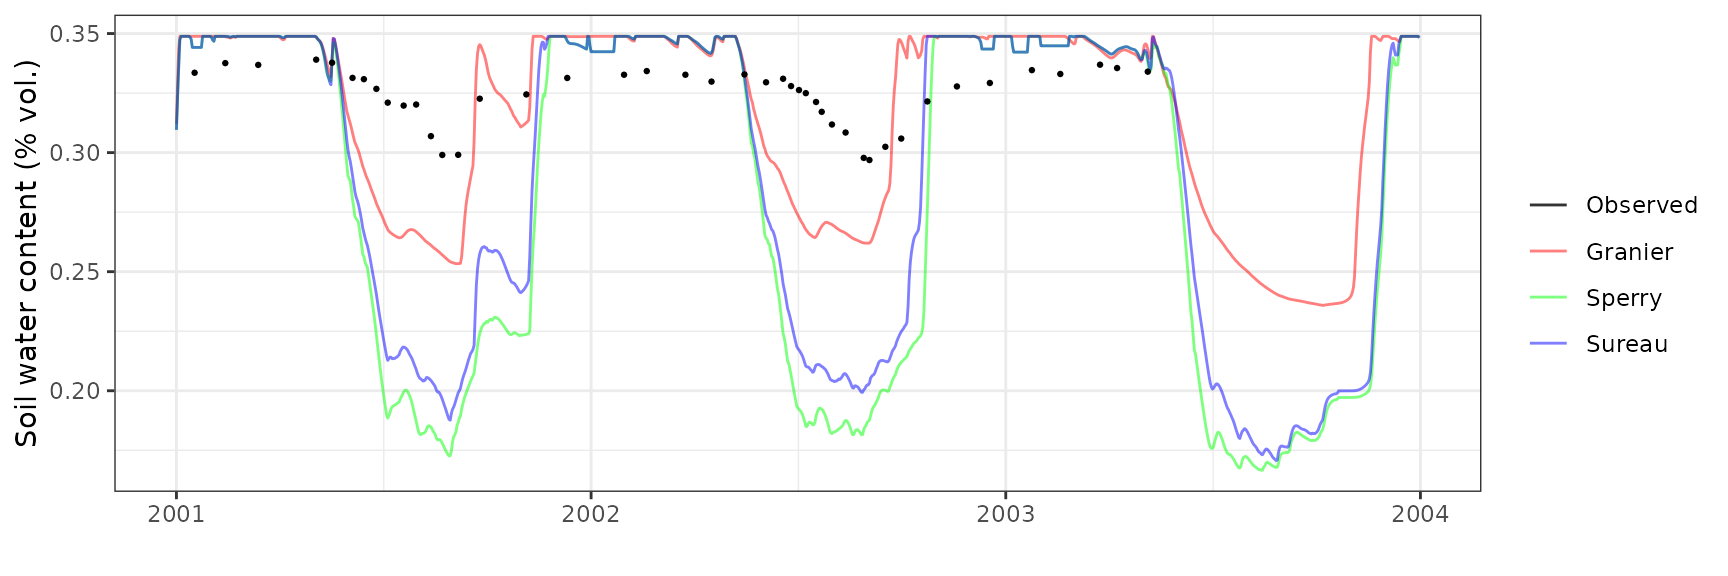 Soil water content (% vol.)
0.35
0.30
0.25
0.20
2001
2002
2003
2004
Observed
Granier
Sperry
Sureau